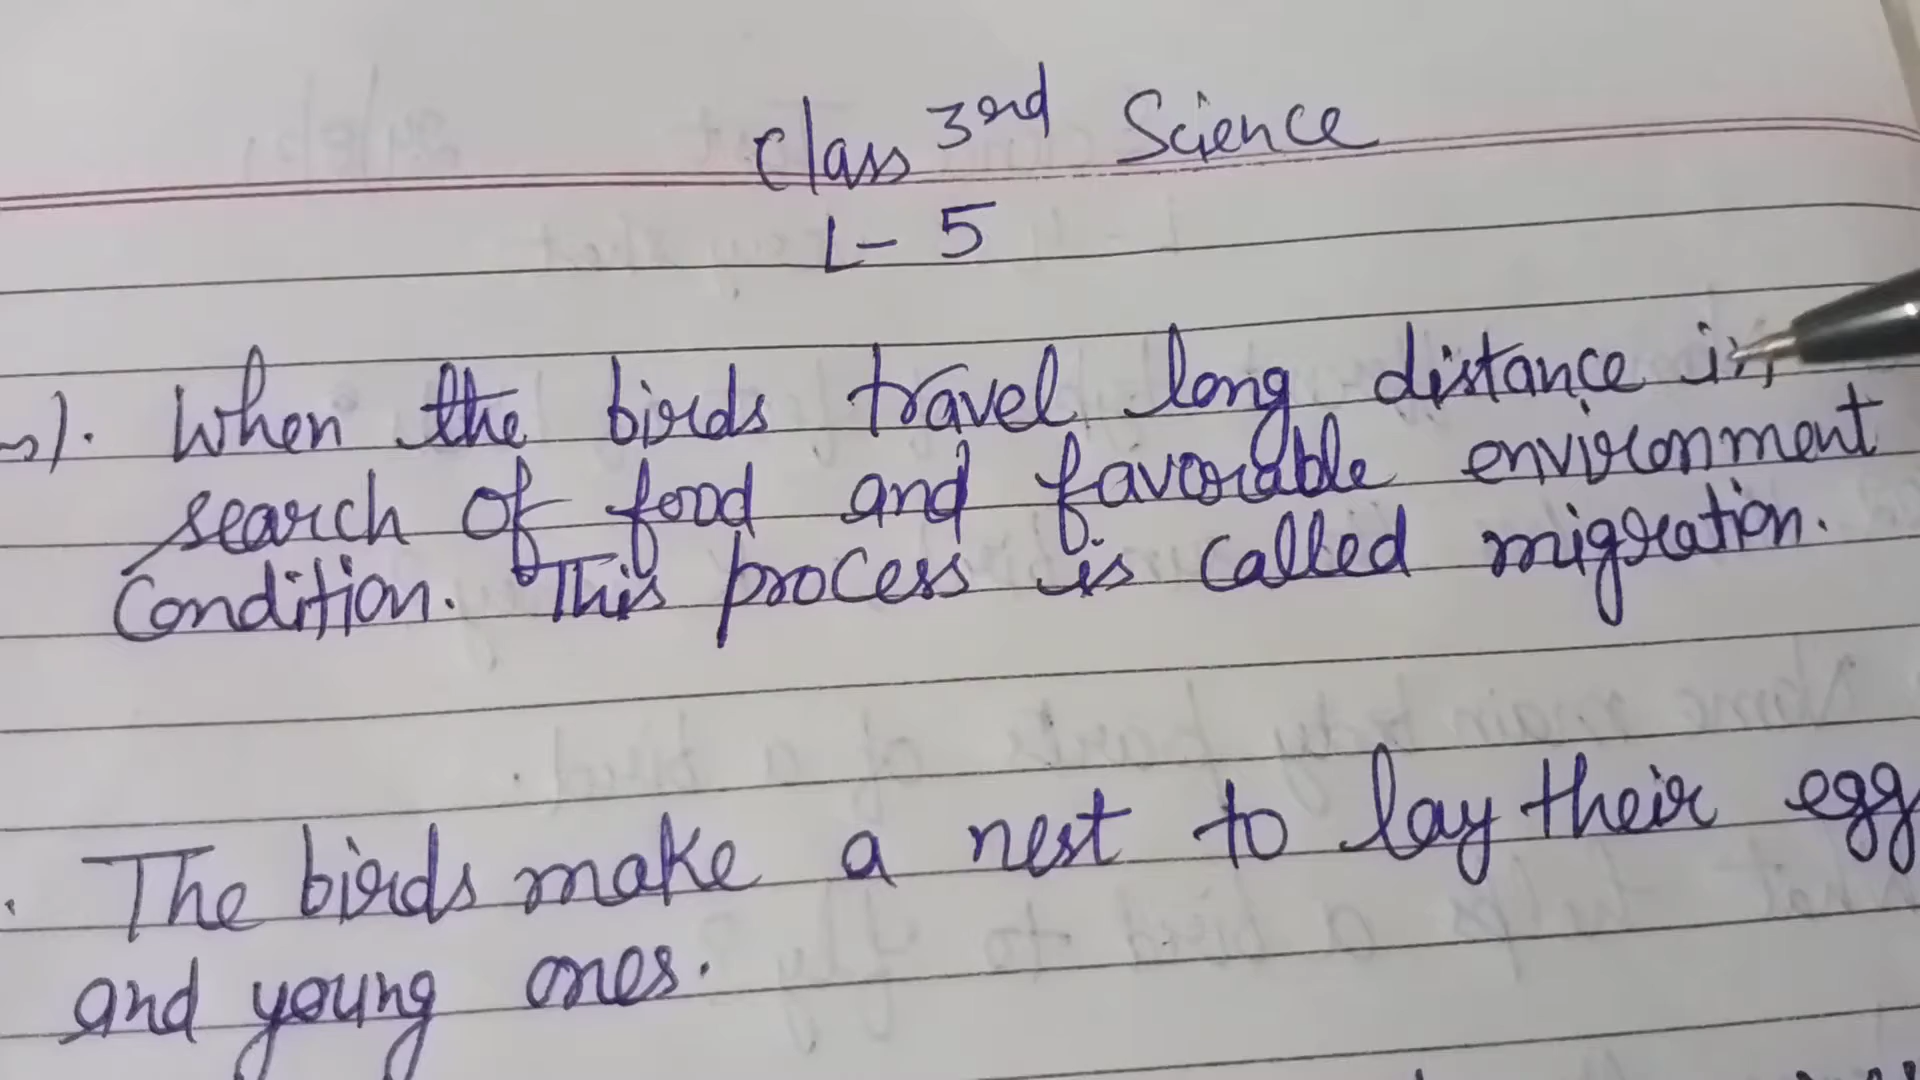 Class 3rd Science
L- 5
). When the birds travel long distance in
search of food and favorable environment
Condition. This process is called migration.
. The birds make a nest to lay their egg
and young ones.